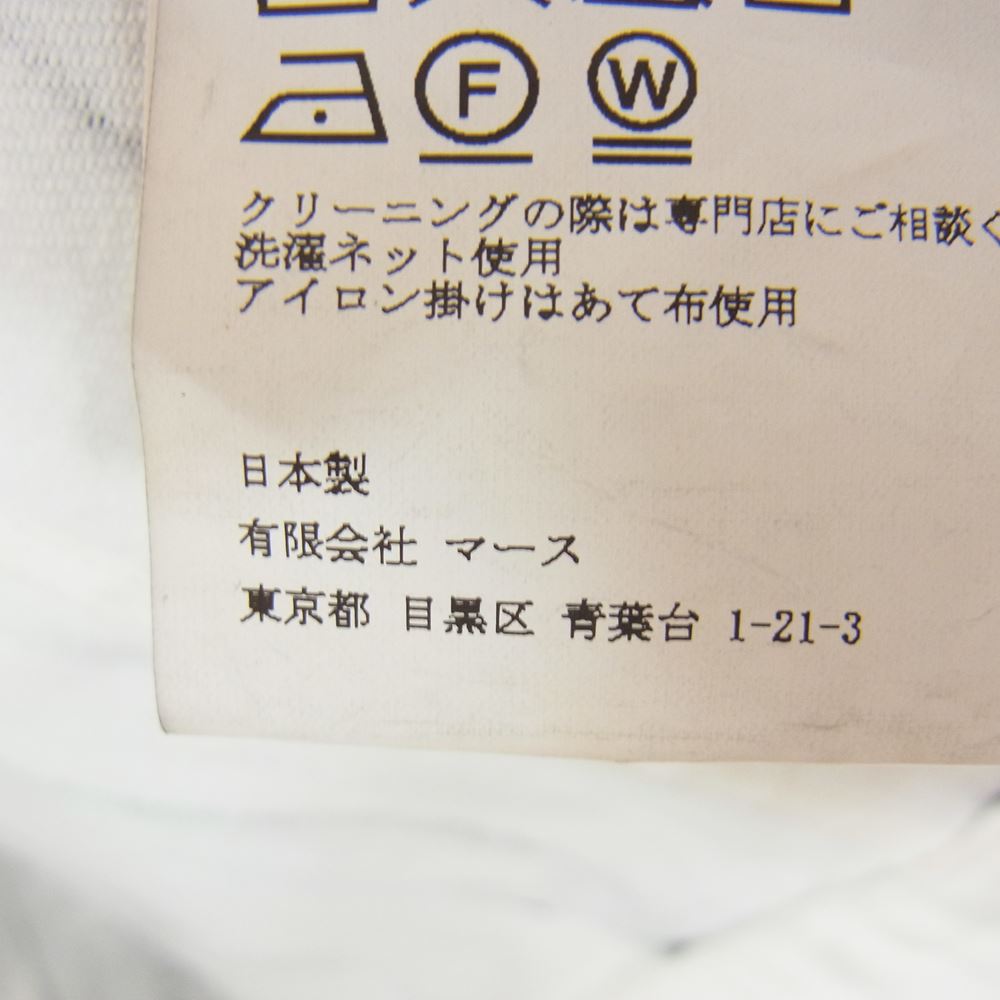 F W
クリーニングの際は専門店にご相談く
洗濯ネット使用
アイロン掛けはあて布使用
日本製
有限会社 マース
東京都 目黒区 青葉台 1-21-3